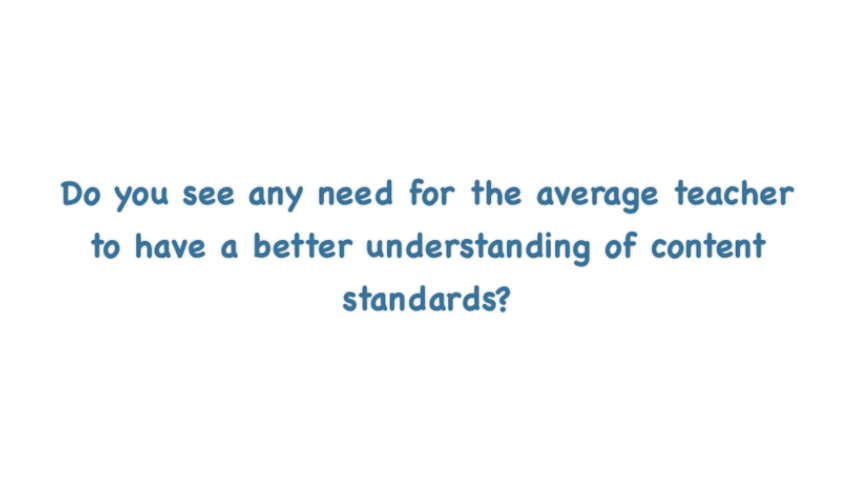 Do you see any need for the average teacher
to have a better understanding of content
standards?